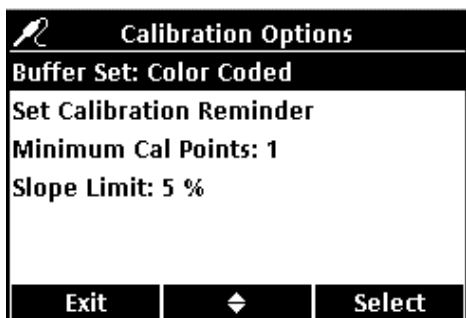 Calibration Options
Buffer Set: Color Coded
Set Calibration Reminder
Minimum Cal Points: 1
Slope Limit: 5 %
Exit Select